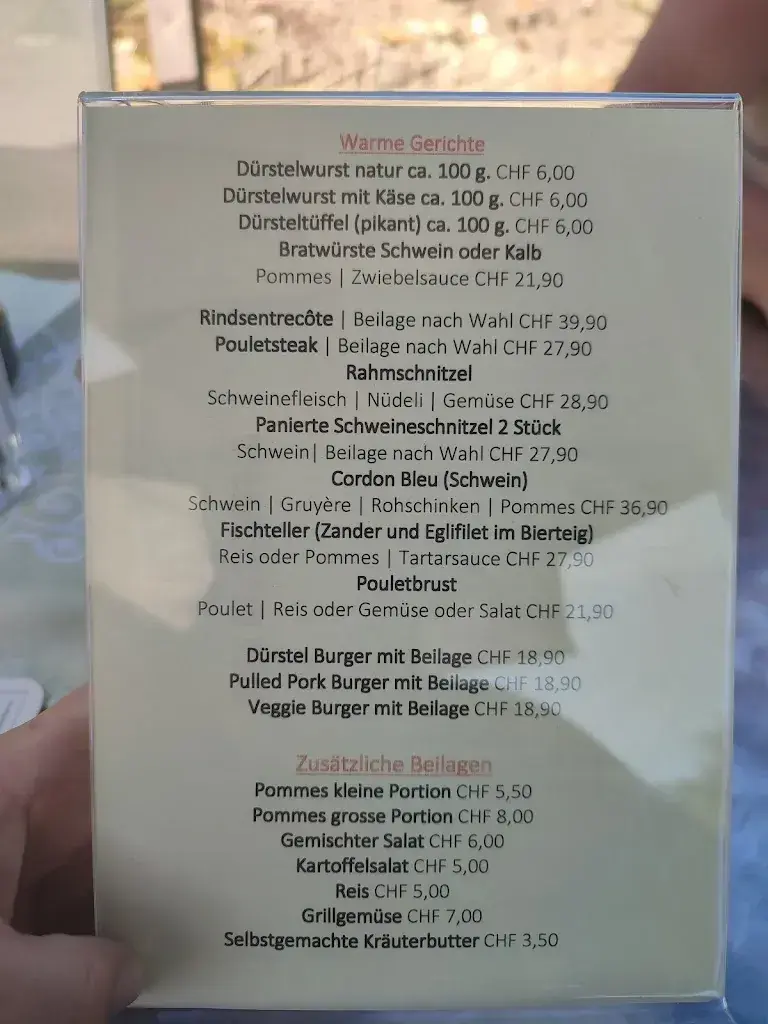 Warme Gerichte
Dürstelwurst natur ca. 100 g. CHF 6,00
Dürstelwurst mit Käse ca. 100 g. CHF 6,00
Dürsteltüffel (pikant) ca. 100 g. CHF 6,00
Bratwürste Schwein oder Kalb
Pommes | Zwiebelsauce CHF 21,90
Rindsentrecôte | Beilage nach Wahl CHF 39,90
Pouletsteak | Beilage nach Wahl CHF 27,90
Rahmschnitzel
Schweinefleisch | Nüdeli | Gemüse CHF 28,90
Panierte Schweineschnitzel 2 Stück
Schwein| Beilage nach Wahl CHF 27,90
Cordon Bleu (Schwein)
Schwein | Gruyère | Rohschinken | Pommes CHF 36,90
Fischteller (Zander und Eglifilet im Bierteig)
Reis oder Pommes | Tartarsauce CHF 27,90
Pouletbrust
Poulet | Reis oder Gemüse oder Salat CHF 21,90
Dürstel Burger mit Beilage CHF 18,90
Pulled Pork Burger mit Beilage CHF 18,90
Veggie Burger mit Beilage CHF 18,90
Zusätzliche Beilagen
Pommes kleine Portion CHF 5,50
Pommes grosse Portion CHF 8,00
Gemischter Salat CHF 6,00
Kartoffelsalat CHF 5,00
Reis CHF 5,00
Grillgemüse CHF 7,00
Selbstgemachte Kräuterbutter CHF 3,50